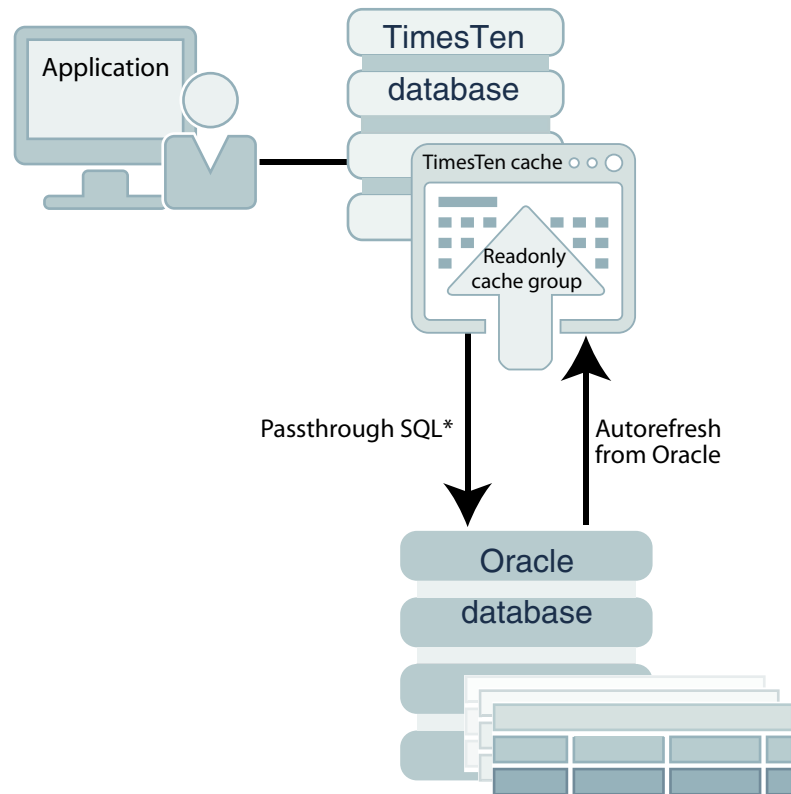 Application
TimesTen
database
TimesTen cache
Readonly
cache group
Passthrough SQL*
Autorefresh
from Oracle
Oracle
database